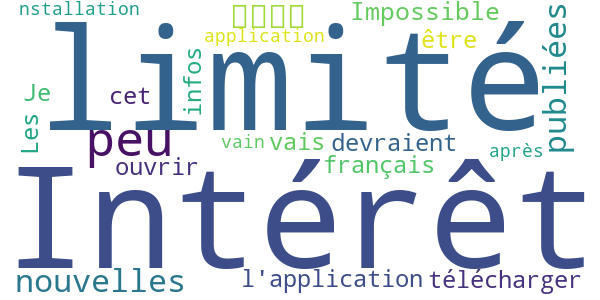 nstallation
Impossible
application
être
publiées
limité
infos
Je
cet
Les
peu
vain
vais
devraient
après
ouvrir
français
Intérêt
nouvelles
l'application
télécharger